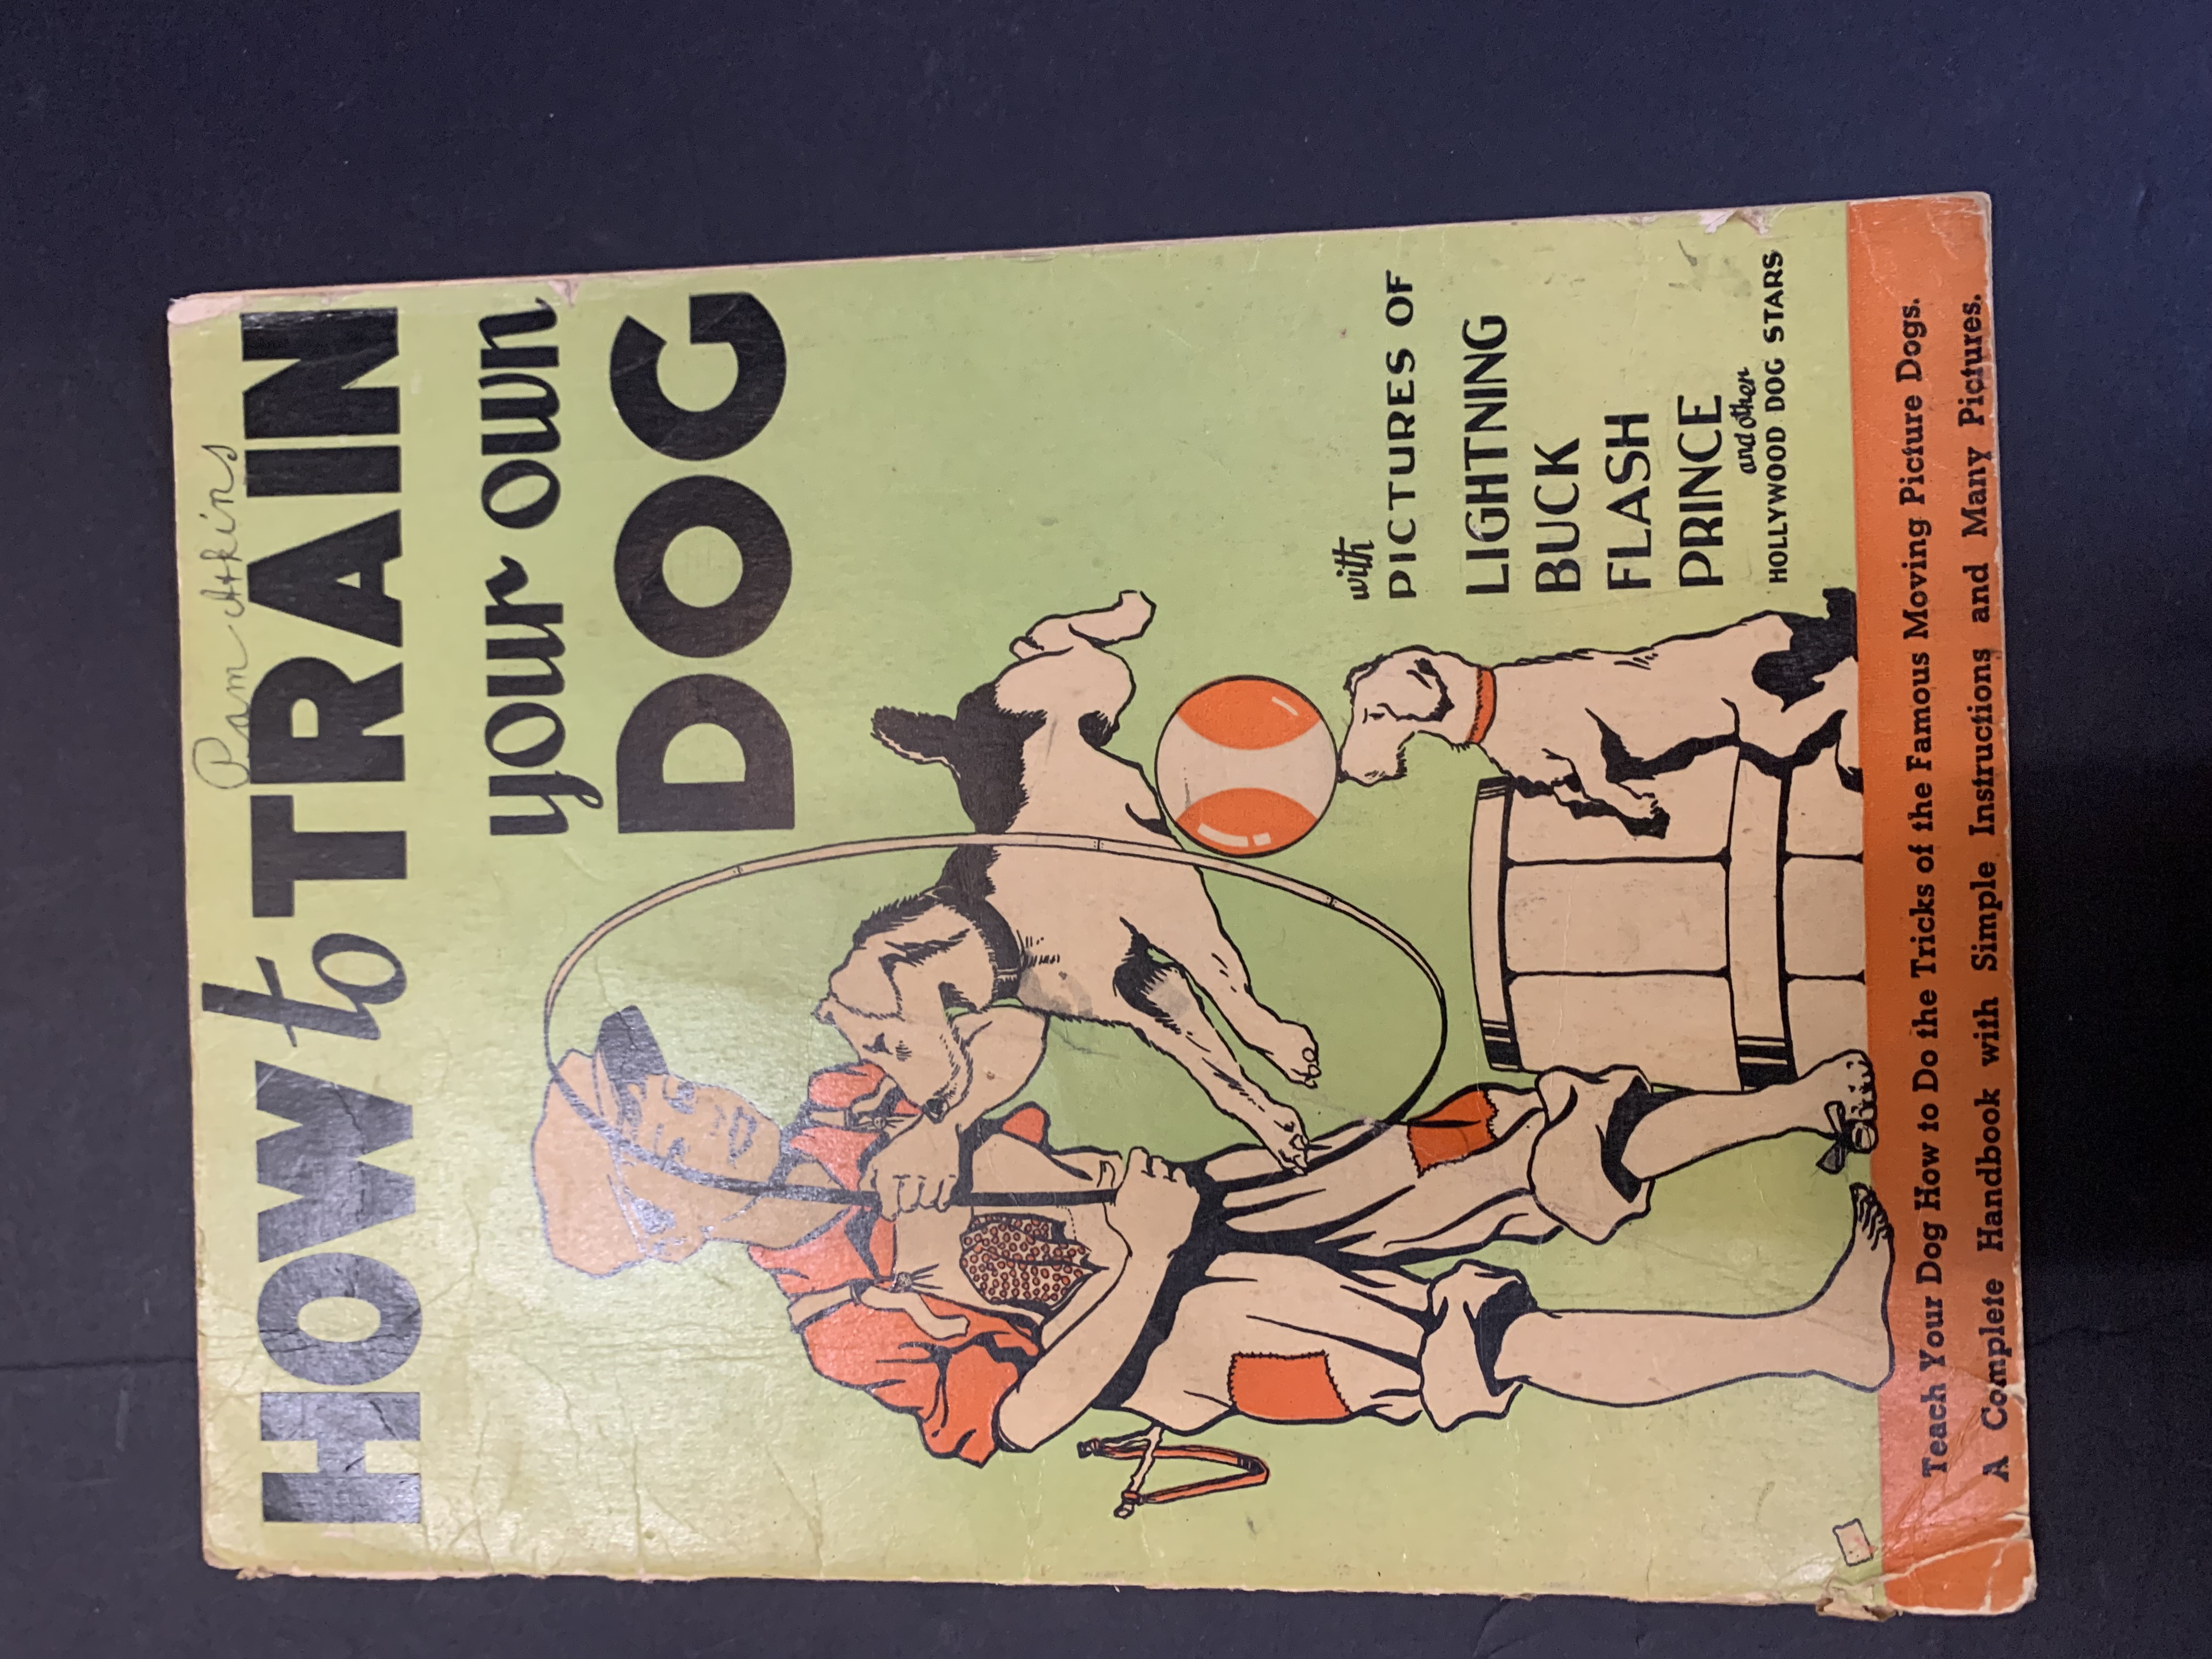 Pam Atkins
HOW to TRAIN
your own
DOG
with
PICTURES OF
LIGHTNING
BUCK
FLASH
PRINCE
and other
HOLLYWOOD DOG STARS
Teach Your Dog How to Do the Tricks of the Famous Moving Picture Dogs.
A Complete Handbook with Simple Instructions and Many Pictures.